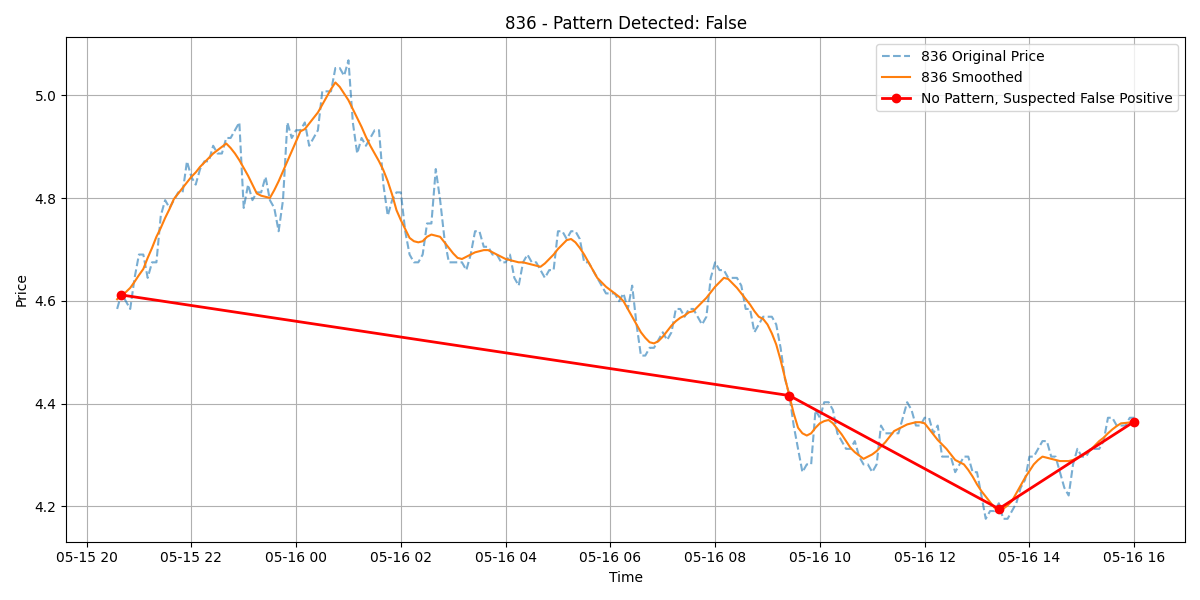 836 - Pattern Detected: False
836 Original Price
836 Smoothed
No Pattern, Suspected False Positive
Price
5.0
4.8
4.6
4.4
4.2
05-15 20
05-15 22
05-16 00
05-16 02
05-16 04
05-16 06
05-16 08
05-16 10
05-16 12
05-16 14
05-16 16
Time